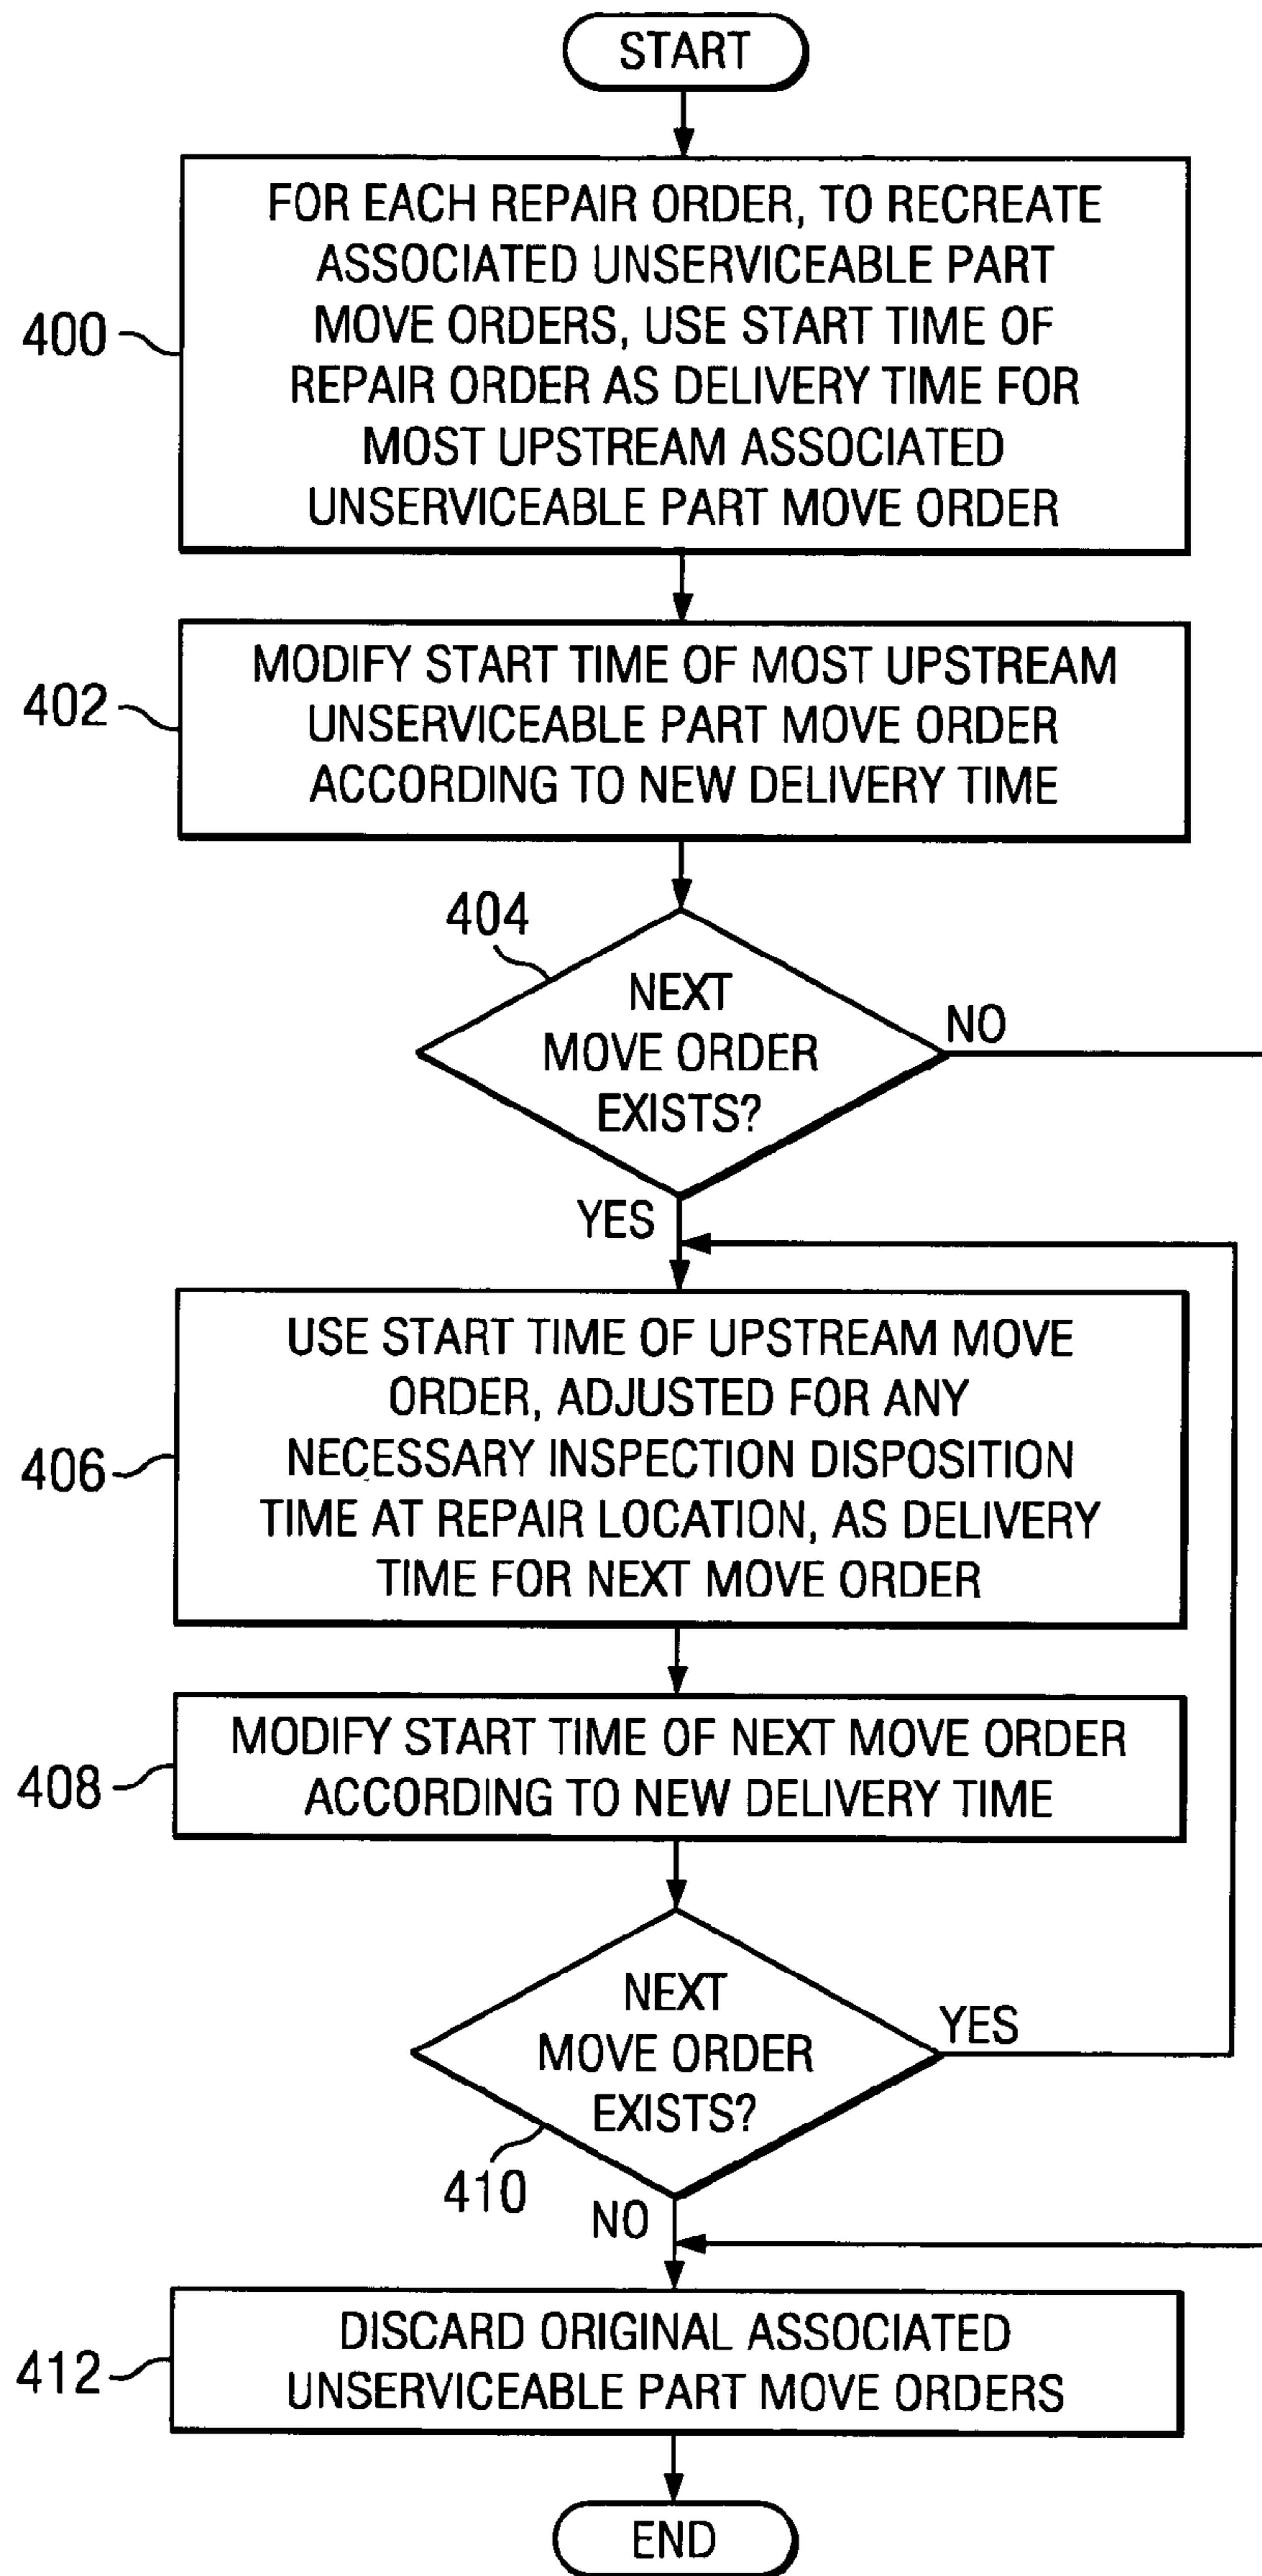 START
FOR EACH REPAIR ORDER, TO RECREATE
ASSOCIATED UNSERVICEABLE PART
MOVE ORDERS, USE START TIME OF
REPAIR ORDER AS DELIVERY TIME FOR
MOST UPSTREAM ASSOCIATED
UNSERVICEABLE PART MOVE ORDER
400
MODIFY START TIME OF MOST UPSTREAM
UNSERVICEABLE PART MOVE ORDER
ACCORDING TO NEW DELIVERY TIME
402
404
NEXT
MOVE ORDER
EXISTS?
NO
YES
USE START TIME OF UPSTREAM MOVE
ORDER, ADJUSTED FOR ANY
NECESSARY INSPECTION DISPOSITION
TIME AT REPAIR LOCATION, AS DELIVERY
TIME FOR NEXT MOVE ORDER
406
MODIFY START TIME OF NEXT MOVE ORDER
ACCORDING TO NEW DELIVERY TIME
408
NEXT
MOVE ORDER
EXISTS?
YES
410
NO
DISCARD ORIGINAL ASSOCIATED
UNSERVICEABLE PART MOVE ORDERS
412
END